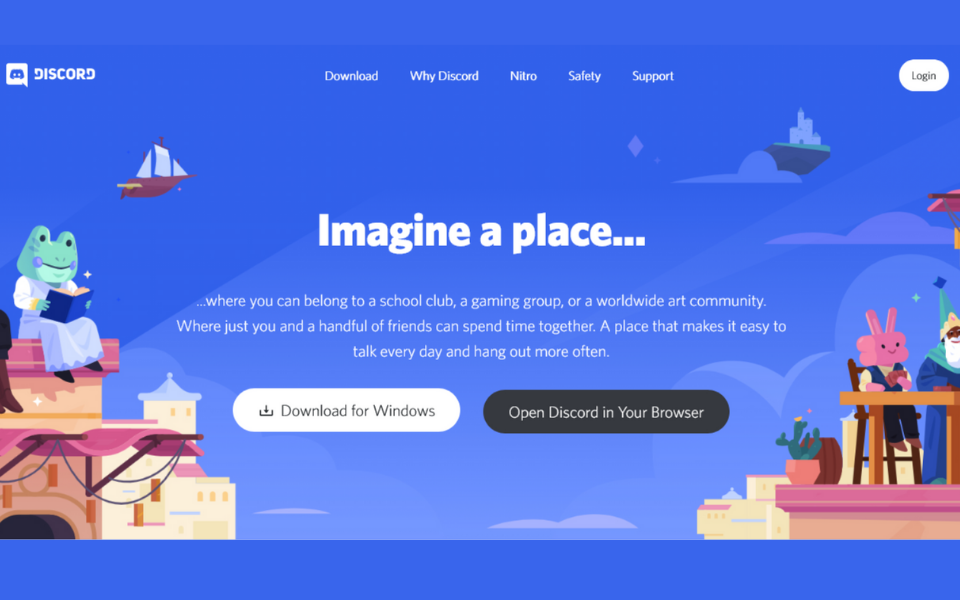 DISCORD
Download
Why Discord
Nitro
Safety
Support
Login
Imagine a place...
...where you can belong to a school club, a gaming group, or a worldwide art community.
Where just you and a handful of friends can spend time together. A place that makes it easy to
talk every day and hang out more often.
Download for Windows
Open Discord in Your Browser